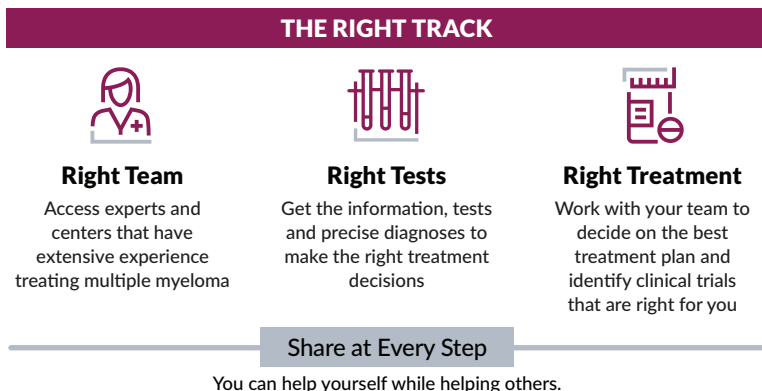 THE RIGHT TRACK
Right Team
Access experts and
centers that have
extensive experience
treating multiple myeloma
Right Tests
Get the information, tests
and precise diagnoses to
make the right treatment
decisions
Right Treatment
Work with your team to
decide on the best
treatment plan and
identify clinical trials
that are right for you
Share at Every Step
You can help yourself while helping others.